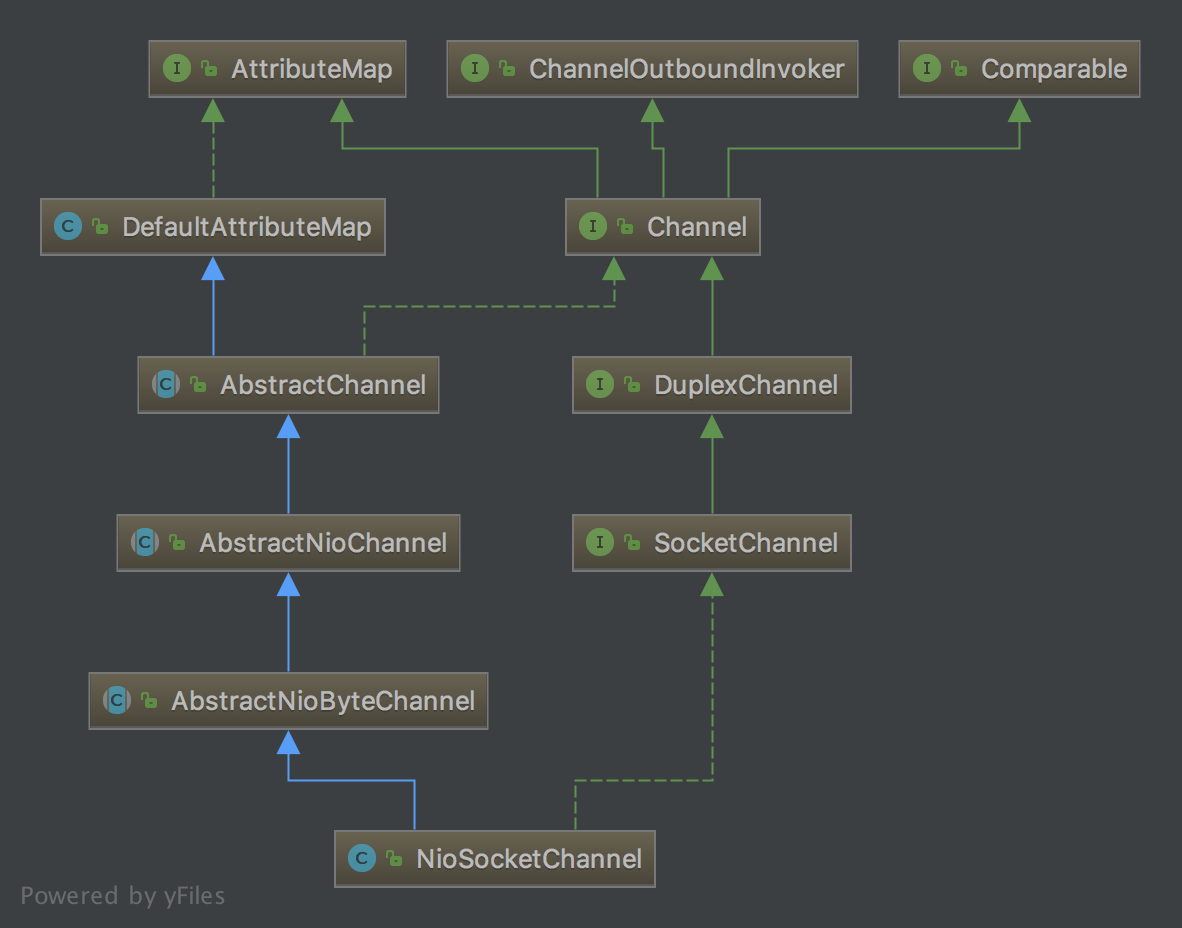 I AttributeMap
I ChannelOutboundInvoker
I Comparable
C DefaultAttributeMap
I Channel
C AbstractChannel
I DuplexChannel
C AbstractNioChannel
I SocketChannel
C AbstractNioByteChannel
C NioSocketChannel
Powered by yFiles